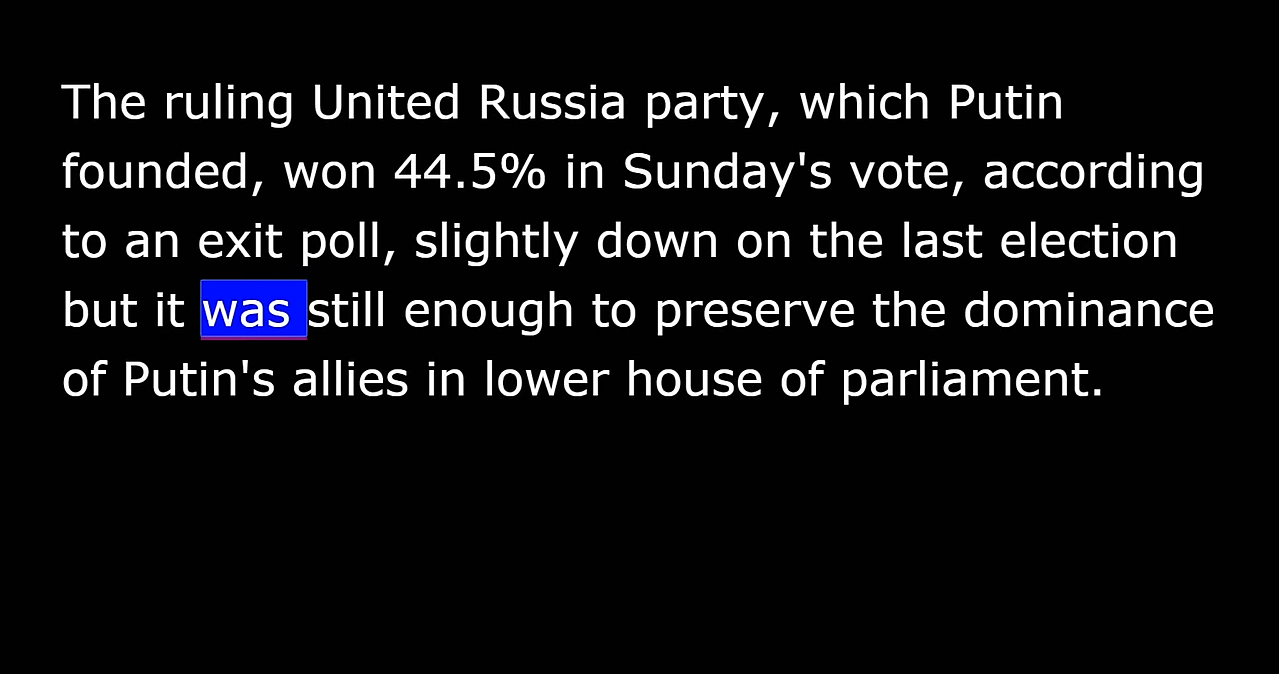 The ruling United Russia party, which Putin
founded, won 44.5% in Sunday's vote, according
to an exit poll, slightly down on the last election
but it was still enough to preserve the dominance
of Putin's allies in lower house of parliament.